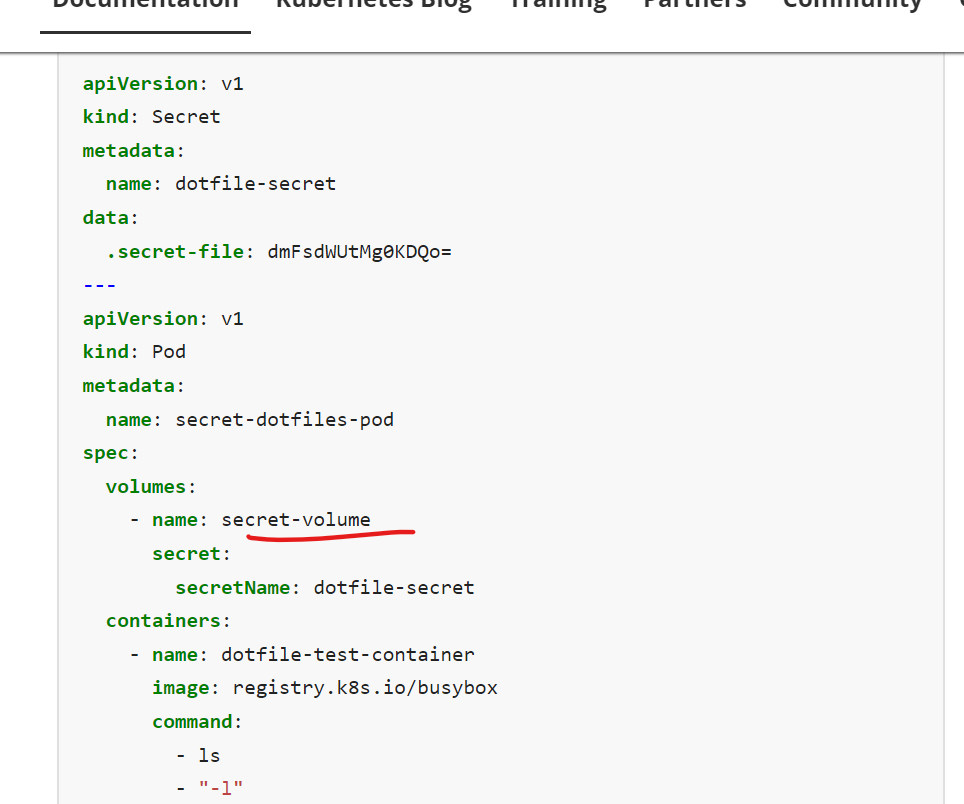 Documentation Kubernetes Blog Training Partners Community
apiVersion: v1
kind: Secret
metadata:
  name: dotfile-secret
data:
  .secret-file: dmFsdWUtMg0KDQo=
---
apiVersion: v1
kind: Pod
metadata:
  name: secret-dotfiles-pod
spec:
  volumes:
    - name: secret-volume
      secret:
        secretName: dotfile-secret
  containers:
    - name: dotfile-test-container
      image: registry.k8s.io/busybox
      command:
        - ls
        - "-l"